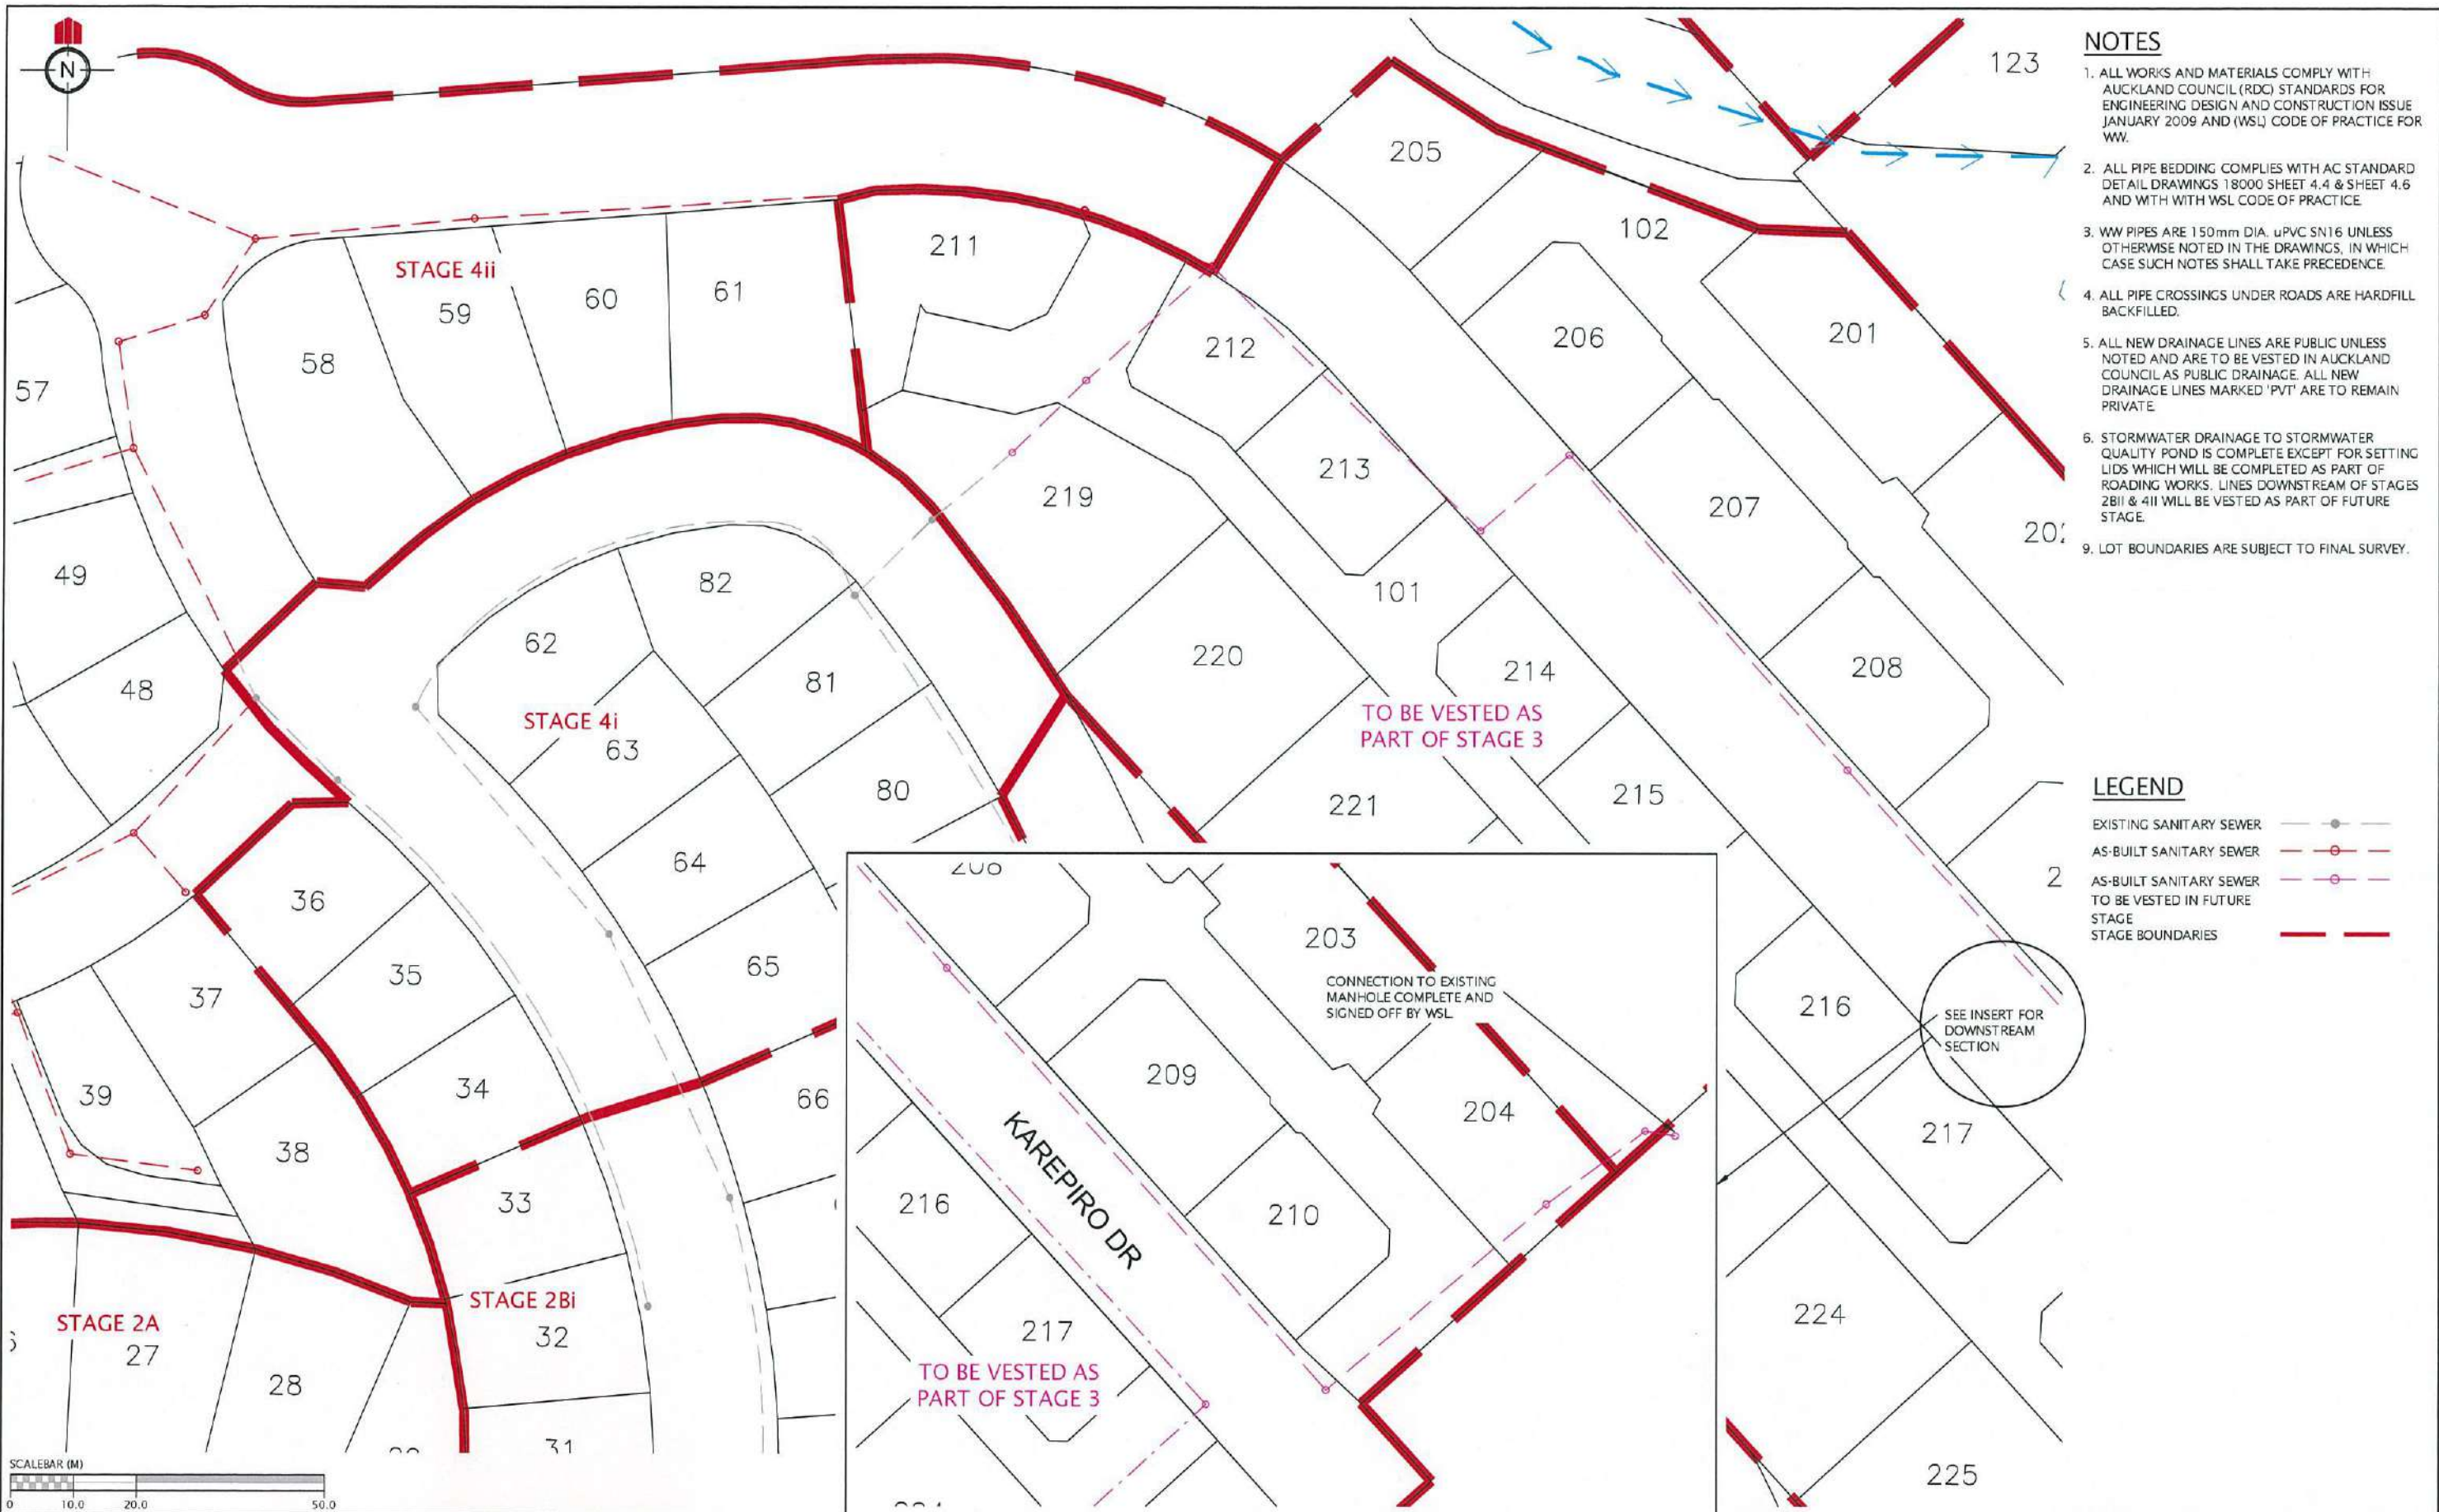 N
NOTES
1. ALL WORKS AND MATERIALS COMPLY WITH
AUCKLAND COUNCIL (RDC) STANDARDS FOR
ENGINEERING DESIGN AND CONSTRUCTION ISSUE
JANUARY 2009 AND (WSL) CODE OF PRACTICE FOR
WW.
2. ALL PIPE BEDDING COMPLIES WITH AC STANDARD
DETAIL DRAWINGS 18000 SHEET 4.4 & SHEET 4.6
AND WITH WITH WSL CODE OF PRACTICE.
3. WW PIPES ARE 150mm DIA. uPVC SN16 UNLESS
OTHERWISE NOTED IN THE DRAWINGS, IN WHICH
CASE SUCH NOTES SHALL TAKE PRECEDENCE.
4. ALL PIPE CROSSINGS UNDER ROADS ARE HARDFILL
BACKFILLED.
5. ALL NEW DRAINAGE LINES ARE PUBLIC UNLESS
NOTED AND ARE TO BE VESTED IN AUCKLAND
COUNCIL AS PUBLIC DRAINAGE. ALL NEW
DRAINAGE LINES MARKED 'PVT' ARE TO REMAIN
PRIVATE.
6. STORMWATER DRAINAGE TO STORMWATER
QUALITY POND IS COMPLETE EXCEPT FOR SETTING
LIDS WHICH WILL BE COMPLETED AS PART OF
ROADING WORKS. LINES DOWNSTREAM OF STAGES
2BII & 4II WILL BE VESTED AS PART OF FUTURE
STAGE.
9. LOT BOUNDARIES ARE SUBJECT TO FINAL SURVEY.
LEGEND
EXISTING SANITARY SEWER
AS-BUILT SANITARY SEWER
AS-BUILT SANITARY SEWER
TO BE VESTED IN FUTURE
STAGE
STAGE BOUNDARIES
123
205
102
211
STAGE 4ii
59
60
61
58
57
212
206
201
213
207
219
101
49
82
62
48
81
220
214
208
STAGE 4i
63
TO BE VESTED AS
PART OF STAGE 3
80
221
215
64
36
65
35
37
39
34
66
38
33
216
SEE INSERT FOR
DOWNSTREAM
SECTION
217
STAGE 2Bi
32
STAGE 2A
27
28
31
224
225
203
CONNECTION TO EXISTING
MANHOLE COMPLETE AND
SIGNED OFF BY WSL.
209
204
KAREPIRO DR
216
210
217
TO BE VESTED AS
PART OF STAGE 3
SCALEBAR (M)
0 10.0 20.0 50.0